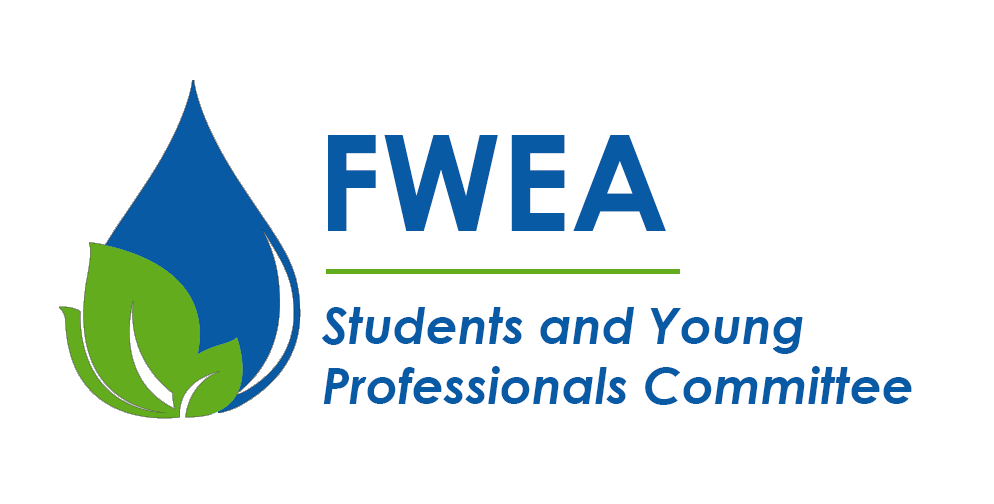 FWEA
Students and Young
Professionals Committee